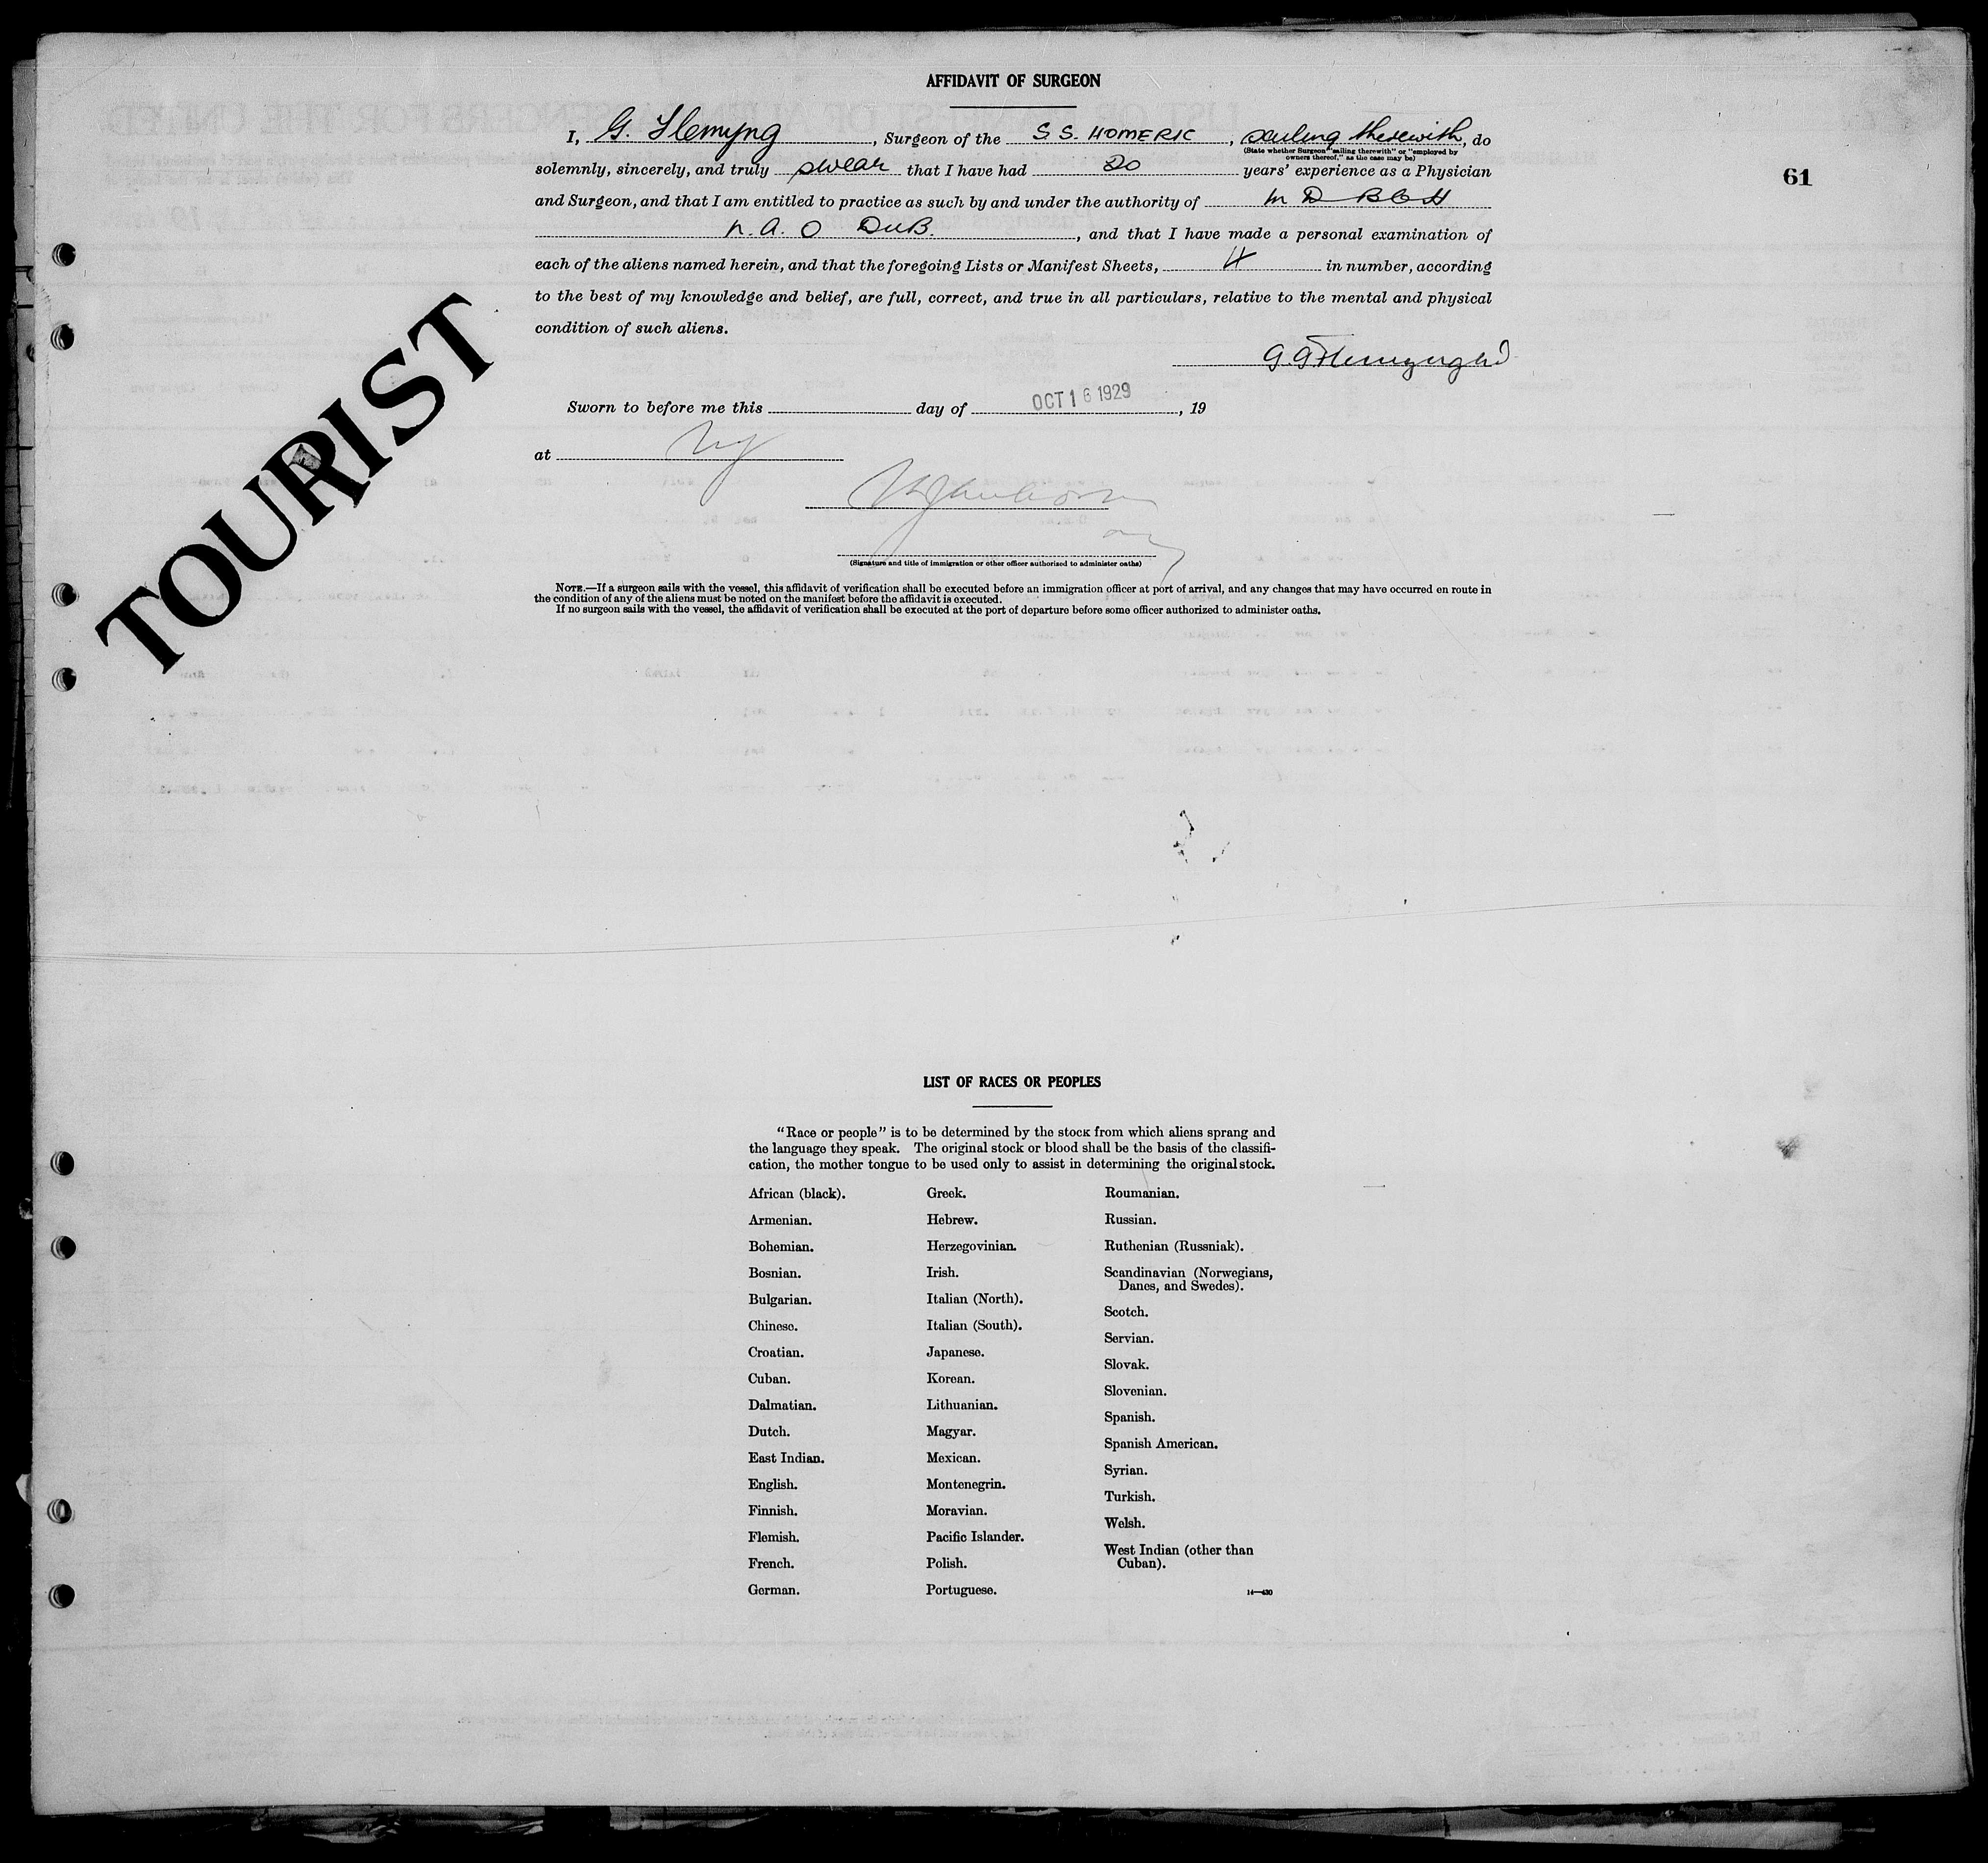 AFFIDAVIT OF SURGEON
I, G. Flemyng, Surgeon of the S S. HOMERIC, sailing therewith, do
(State whether Surgeon "sailing therewith" or "employed by
owners thereof," as the case may be)
solemnly, sincerely, and truly swear that I have had 20 years' experience as a Physician
61
and Surgeon, and that I am entitled to practice as such by and under the authority of M D B Ch
DUB., and that I have made a personal examination of
each of the aliens named herein, and that the foregoing Lists or Manifest Sheets, 4 in number, according
to the best of my knowledge and belief, are full, correct, and true in all particulars, relative to the mental and physical
condition of such aliens.
TOURIST
Sworn to before me this day of OCT 16 1929, 19
at NY
(Signature and title of immigration or other officer authorized to administer oaths)
NOTE.—If a surgeon sails with the vessel, this affidavit of verification shall be executed before an immigration officer at port of arrival, and any changes that may have occurred en route in
the condition of any of the aliens must be noted on the manifest before the affidavit is executed.
If no surgeon sails with the vessel, the affidavit of verification shall be executed at the port of departure before some officer authorized to administer oaths.
LIST OF RACES OR PEOPLES
"Race or people" is to be determined by the stock from which aliens sprang and
the language they speak. The original stock or blood shall be the basis of the classifi-
cation, the mother tongue to be used only to assist in determining the original stock.
African (black).
Armenian.
Bohemian.
Bosnian.
Bulgarian.
Chinese.
Croatian.
Cuban.
Dalmatian.
Dutch.
East Indian.
English.
Finnish.
Flemish.
French.
German.
Greek.
Hebrew.
Herzegovinian.
Irish.
Italian (North).
Italian (South).
Japanese.
Korean.
Lithuanian.
Magyar.
Mexican.
Montenegrin.
Moravian.
Pacific Islander.
Polish.
Portuguese.
Roumanian.
Russian.
Ruthenian (Russniak).
Scandinavian (Norwegians,
Danes, and Swedes).
Scotch.
Servian.
Slovak.
Slovenian.
Spanish.
Spanish American.
Syrian.
Turkish.
Welsh.
West Indian (other than
Cuban).